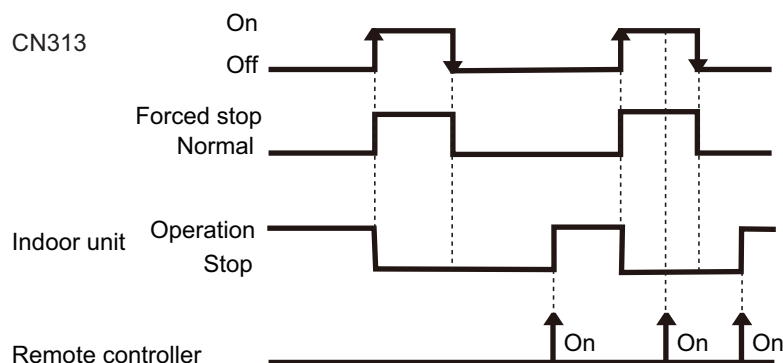 On
CN313
Off
Forced stop
Normal
Operation
Indoor unit
Stop
On On On
Remote controller